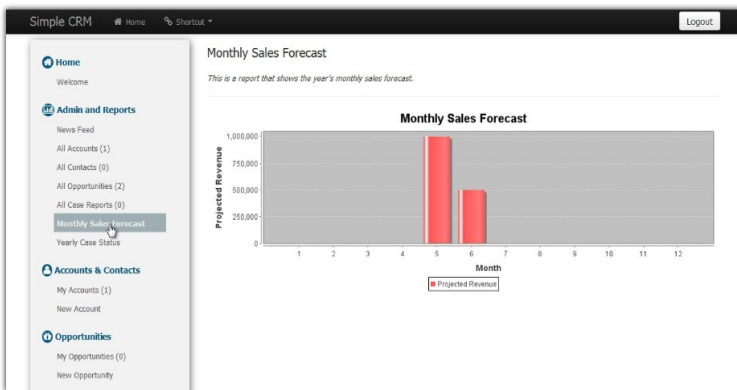 Simple CRM Home Shortcut Logout
Home
Welcome
Admin and Reports
News Feed
All Accounts (1)
All Contacts (0)
All Opportunities (2)
All Case Reports (0)
Monthly Sales Forecast
Yearly Case Status
Accounts & Contacts
My Accounts (1)
New Account
Opportunities
My Opportunities (0)
New Opportunity
Monthly Sales Forecast
This is a report that shows the year's monthly sales forecast.
Monthly Sales Forecast
Projected Revenue
1,000,000
750,000
500,000
250,000
0
1 2 3 4 5 6 7 8 9 10 11 12
Month
Projected Revenue